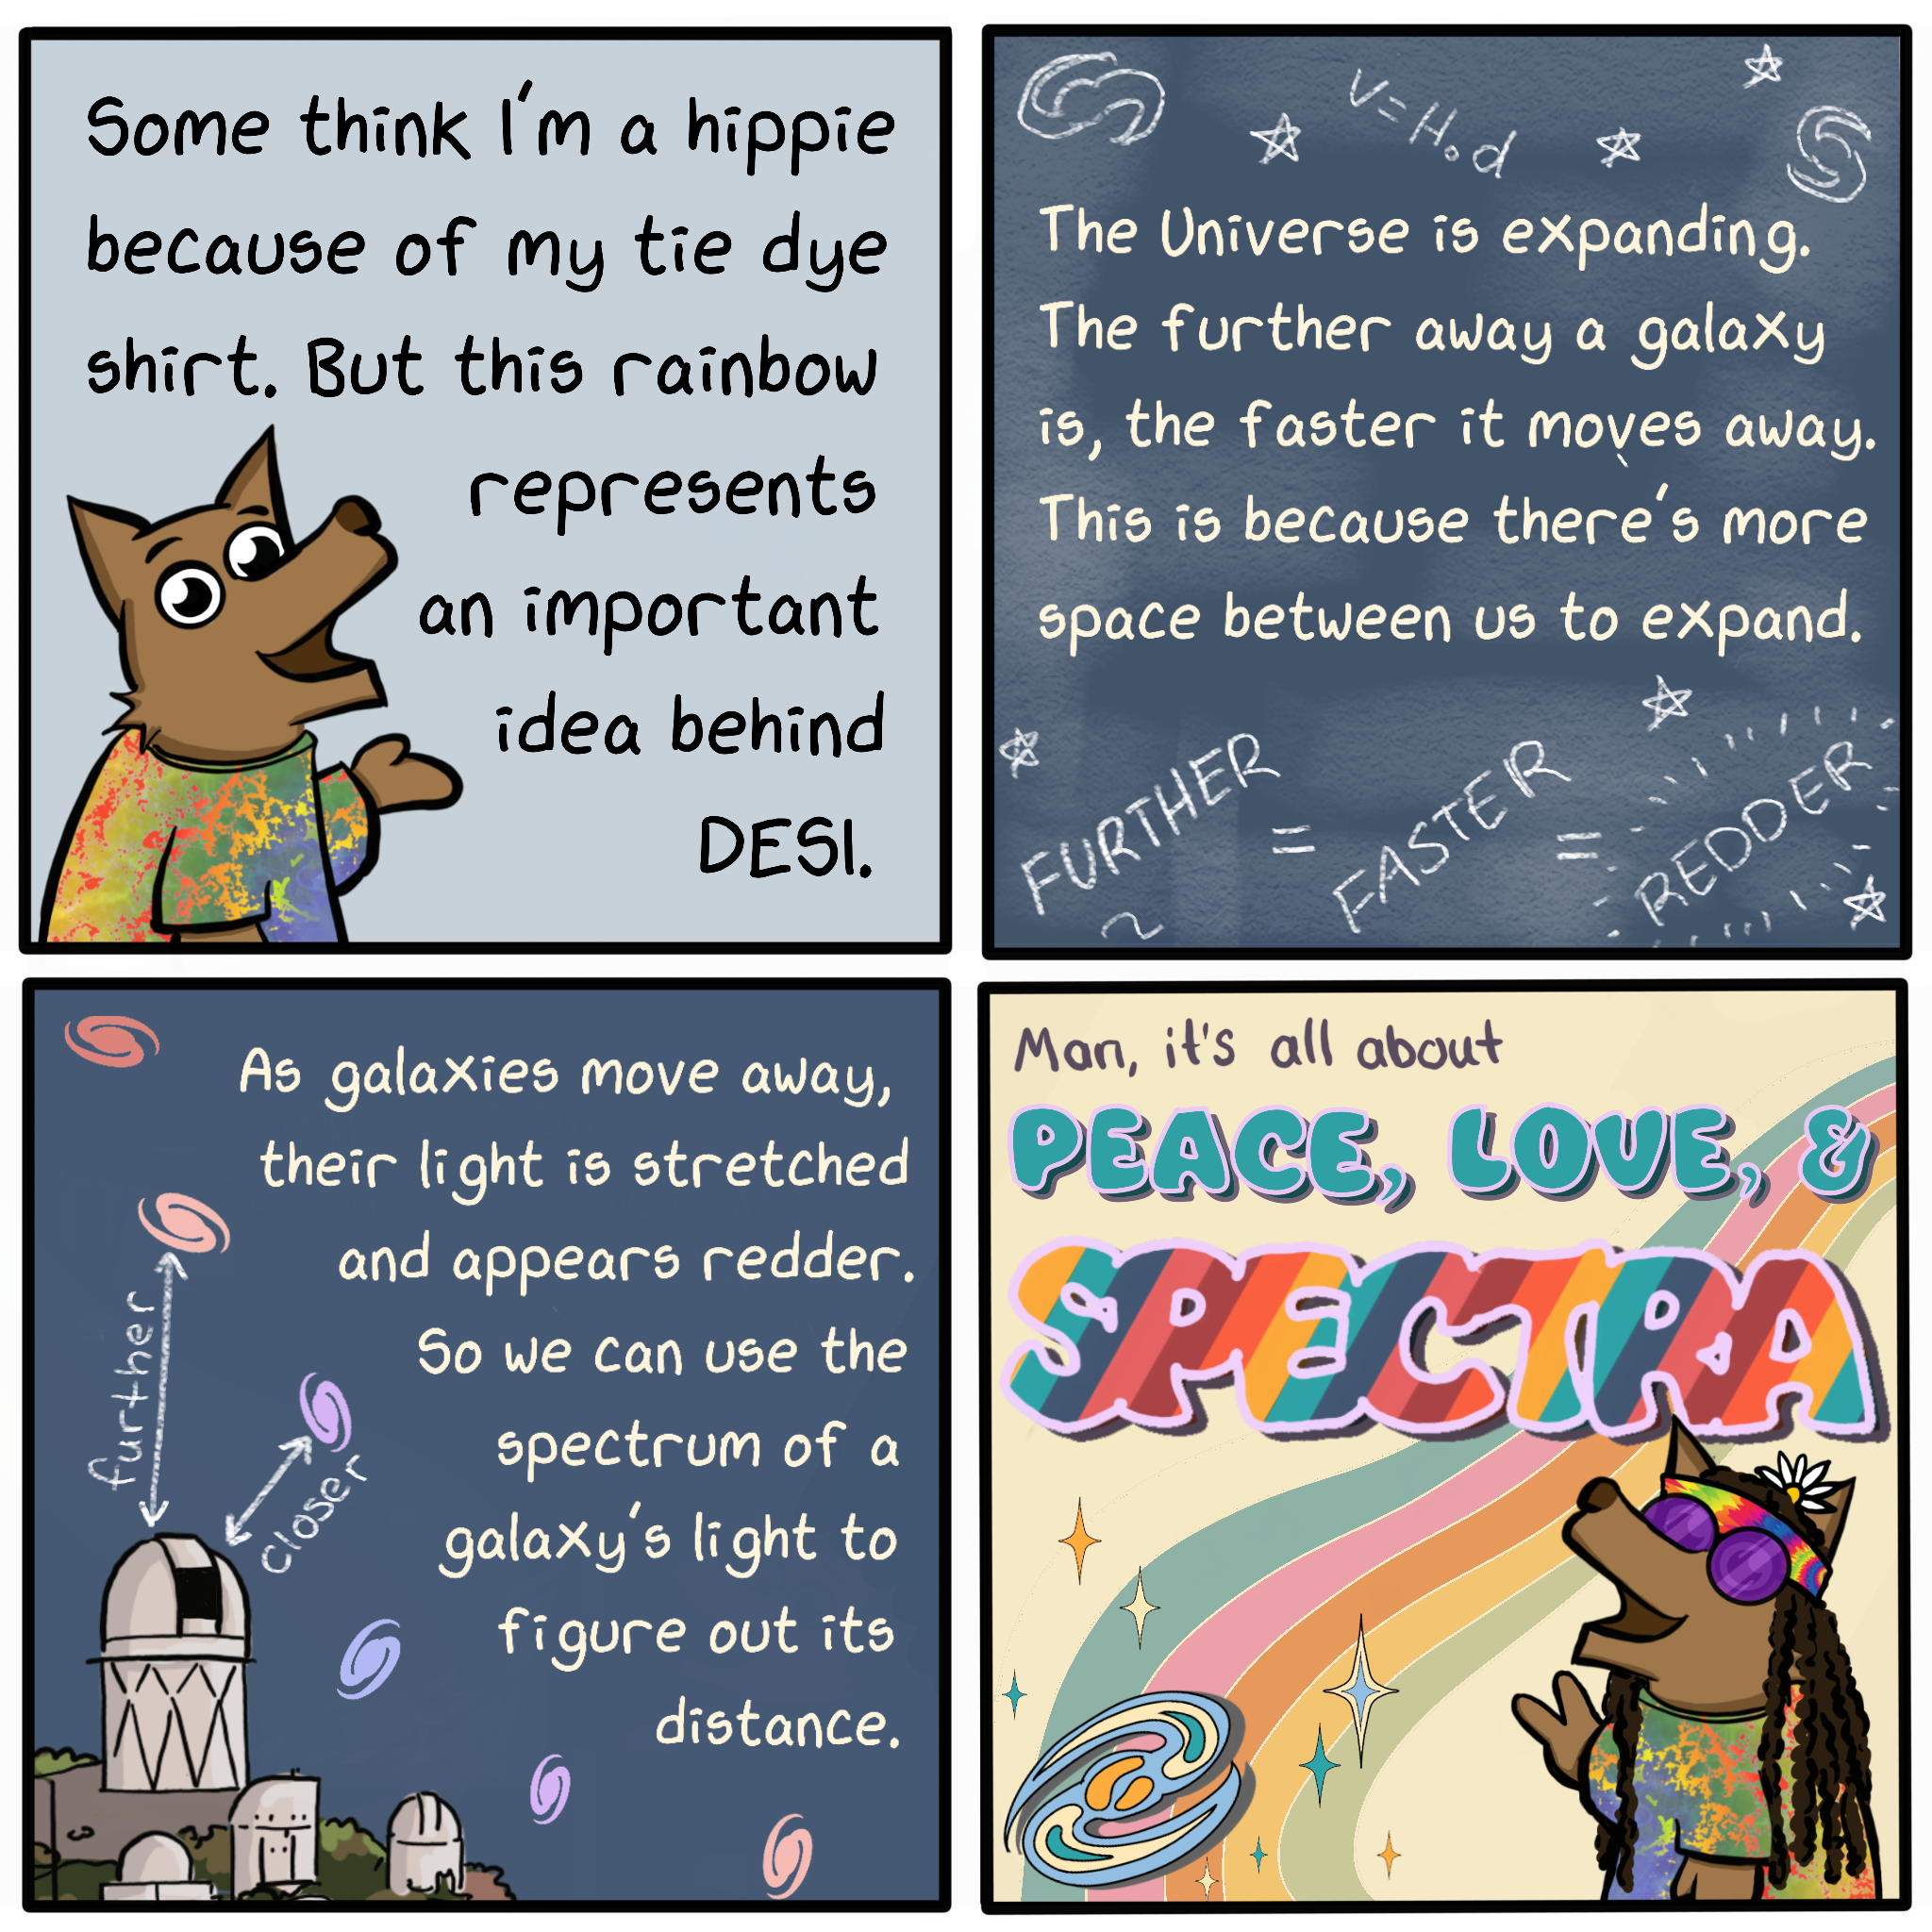 Some think I'm a hippie
because of my tie dye
shirt. But this rainbow
represents
an important
idea behind
DESI.
V=H₀d
The Universe is expanding.
The further away a galaxy
is, the faster it moves away.
This is because there's more
space between us to expand.
FURTHER = FASTER = REDDER
As galaxies move away,
their light is stretched
and appears redder.
So we can use the
spectrum of a
galaxy's light to
figure out its
distance.
further
closer
Man, it's all about
PEACE, LOVE, &
SPECTRA